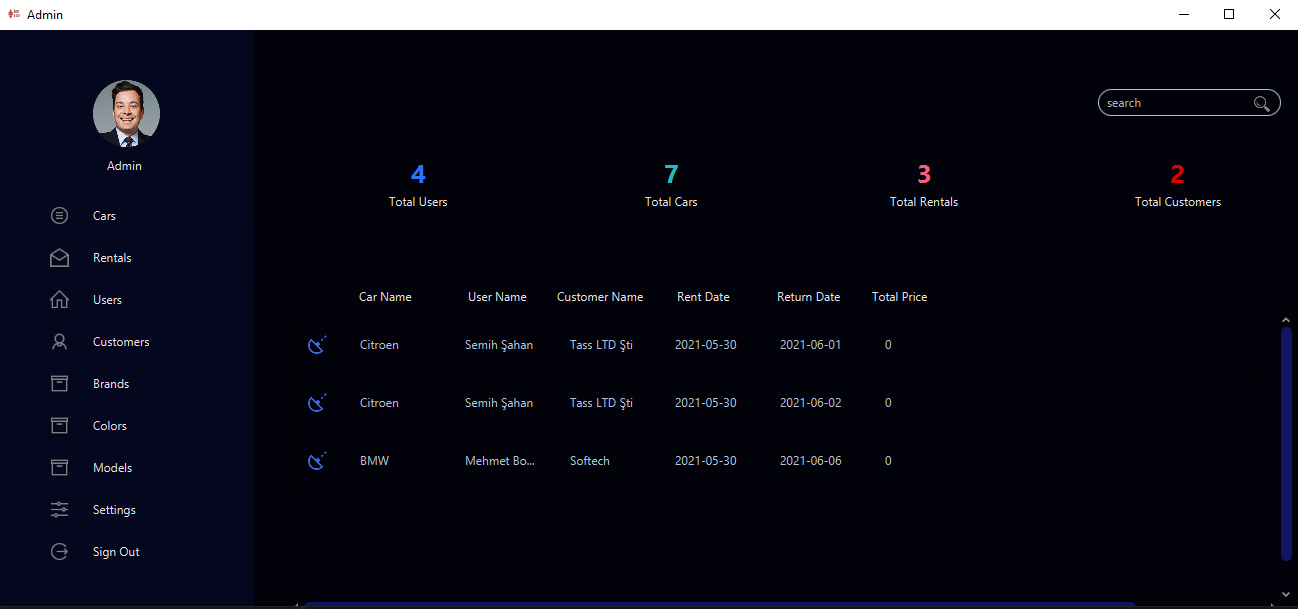 Admin
search
Admin
4
7
3
2
Total Users
Total Cars
Total Rentals
Total Customers
Cars
Rentals
Users
Customers
Brands
Colors
Models
Settings
Sign Out
Car Name User Name Customer Name Rent Date Return Date Total Price
Citroen Semih Şahan Tass LTD Şti 2021-05-30 2021-06-01 0
Citroen Semih Şahan Tass LTD Şti 2021-05-30 2021-06-02 0
BMW Mehmet Bo... Softech 2021-05-30 2021-06-06 0